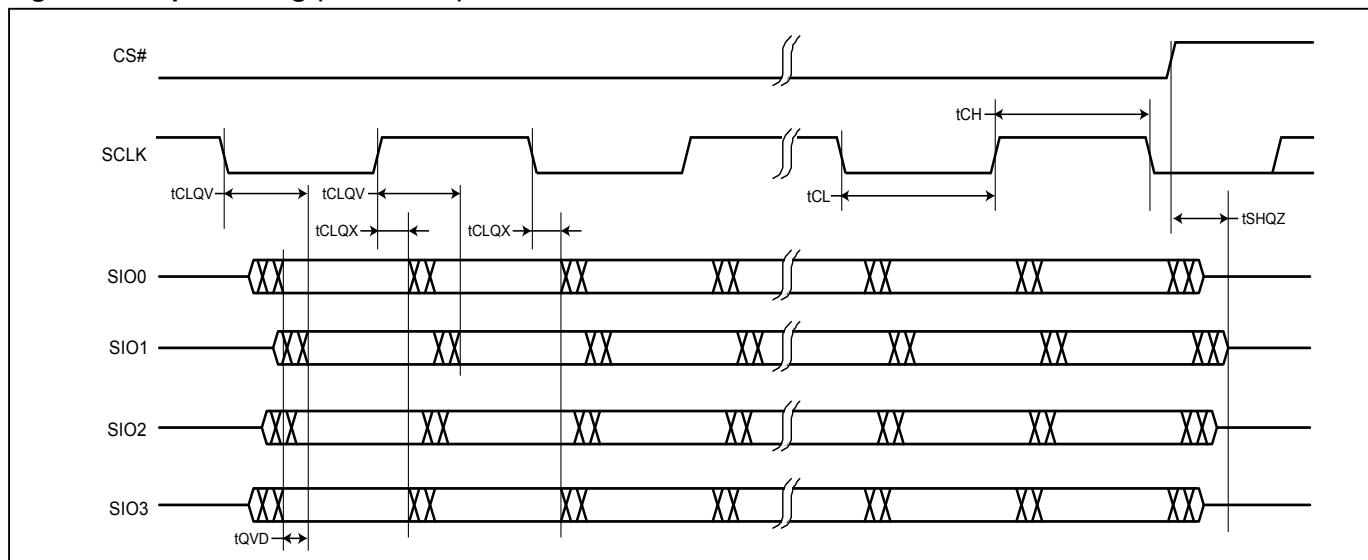 CS#
tCH
SCLK
tCLQV
tCLQV
tCL
tSHQZ
tCLQX
tCLQX
SIO0
SIO1
SIO2
SIO3
tQVD